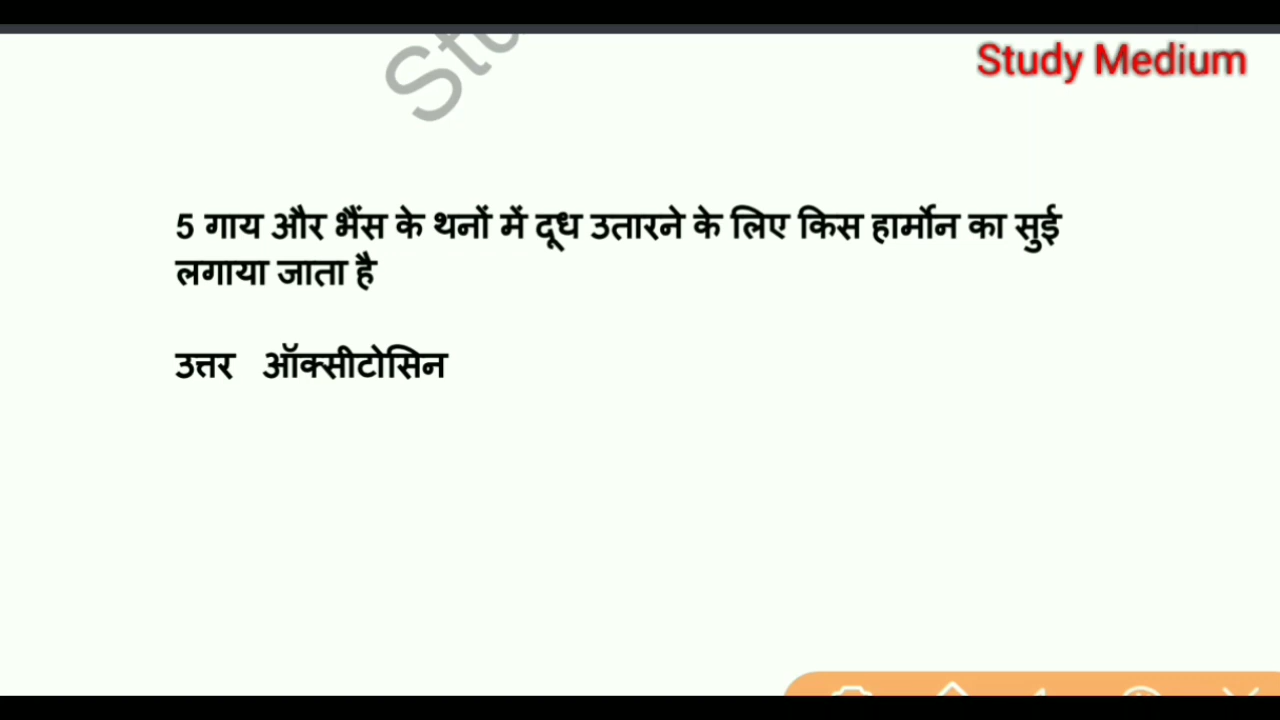 Study Medium
5 गाय और भैंस के थनों में दूध उतारने के लिए किस हार्मोन का सुई
लगाया जाता है
उत्तर ऑक्सीटोसिन